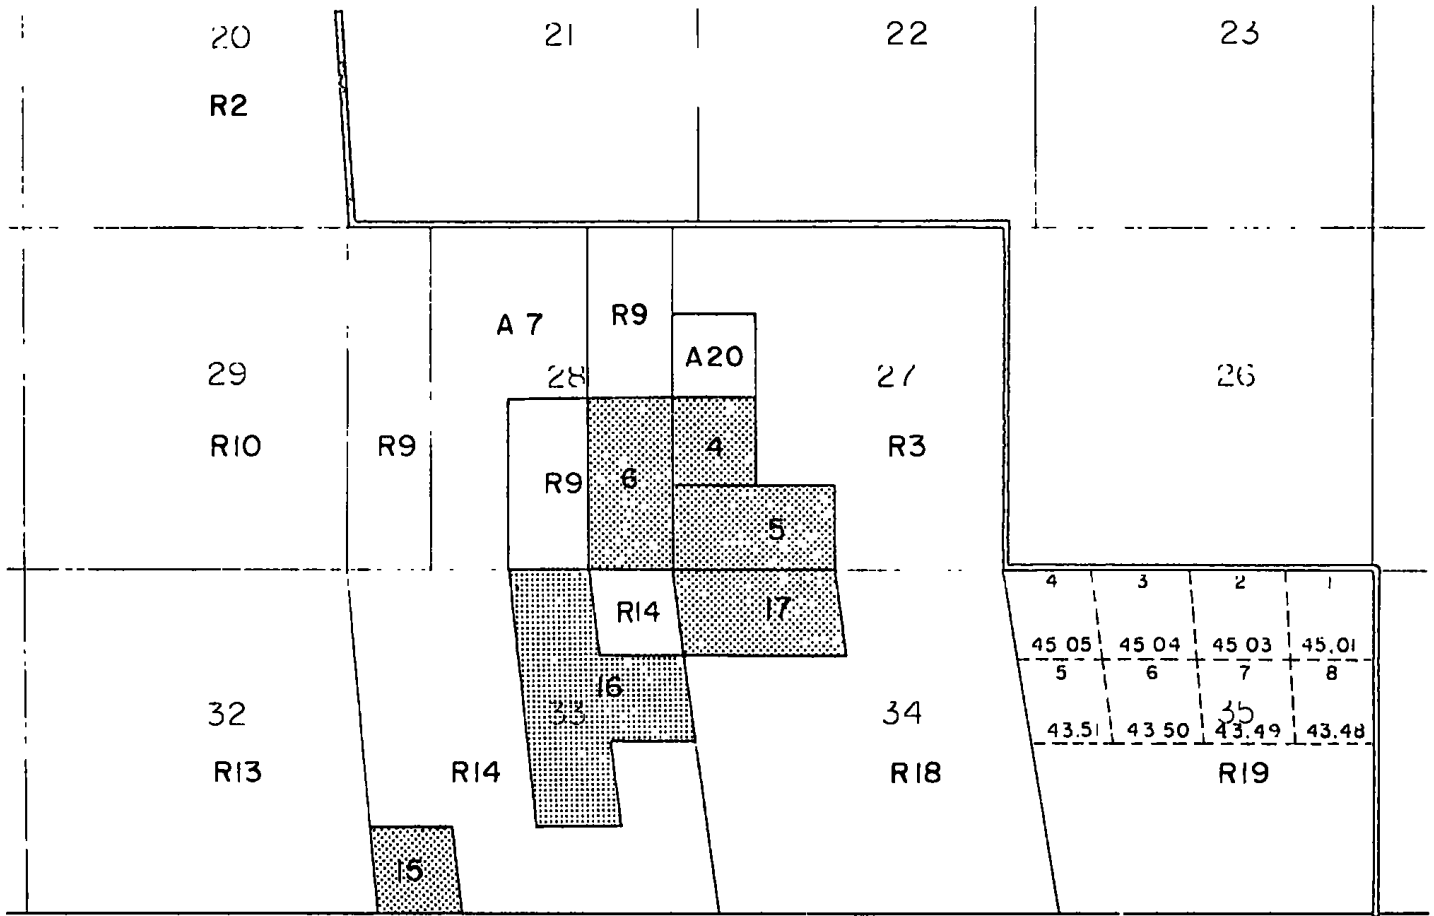 20 21 22 23
R2
A 7 R9
A20
29 28 27 26
R10 R9 4 R3
R9 6
5
4 3 2 1
R14 17
45 05 45 04 45 03 45.01
5 6 7 8
16
32 33 34 35
43.51 43 50 43.49 43.48
R13 R14 R18 R19
15